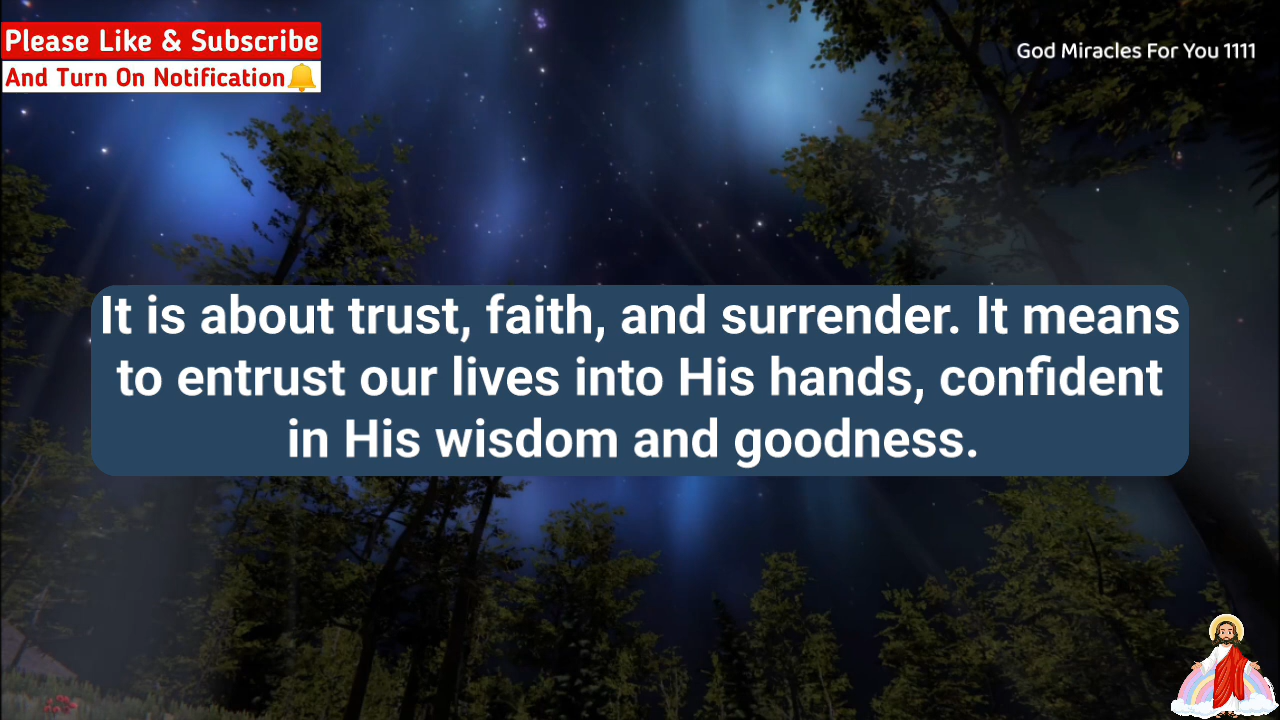 Please Like & Subscribe
And Turn On Notification
God Miracles For You 1111
It is about trust, faith, and surrender. It means
to entrust our lives into His hands, confident
in His wisdom and goodness.